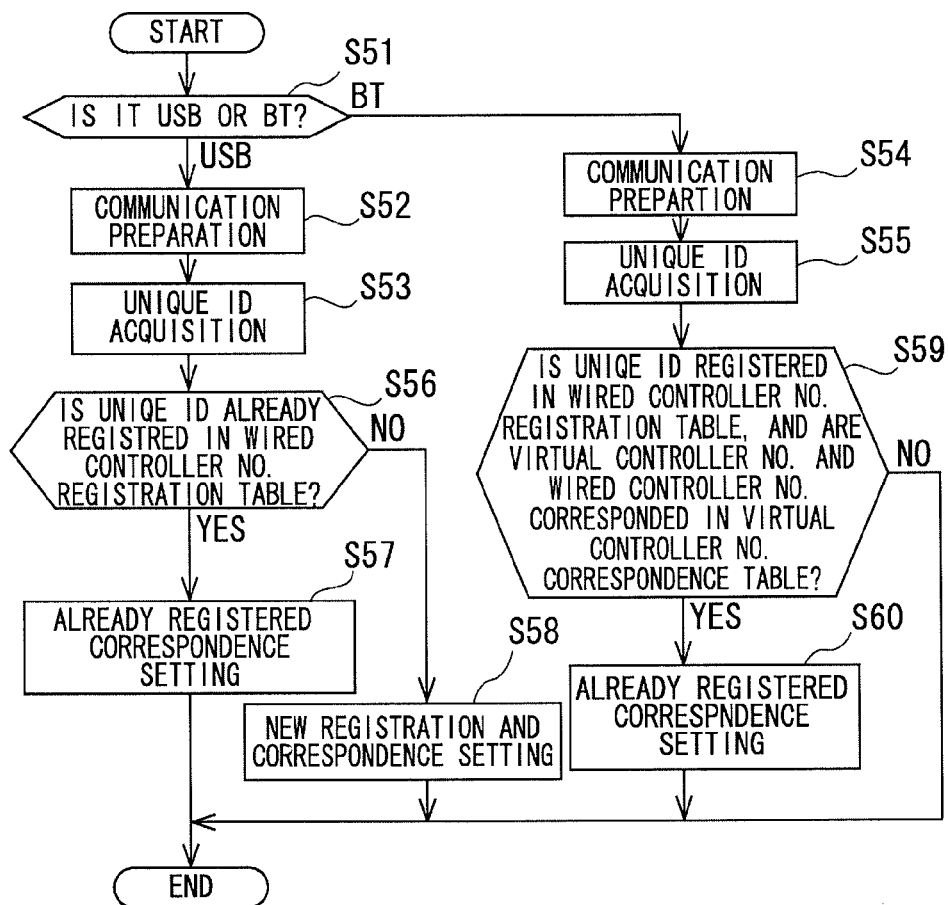 START
S51
IS IT USB OR BT?
BT
USB
COMMUNICATION
PREPARATION
S52
UNIQUE ID
ACQUISITION
S53
IS UNIQE ID ALREADY
REGISTRED IN WIRED
CONTROLLER NO.
REGISTRATION TABLE?
S56
NO
YES
S57
ALREADY REGISTERED
CORRESPONDENCE
SETTING
S58
NEW REGISTRATION AND
CORRESPONDENCE SETTING
S54
COMMUNICATION
PREPARTION
S55
UNIQUE ID
ACQUISITION
S59
IS UNIQE ID REGISTERED
IN WIRED CONTROLLER NO.
REGISTRATION TABLE, AND ARE
VIRTUAL CONTROLLER NO. AND
WIRED CONTROLLER NO.
CORRESPONDED IN VIRTUAL
CONTROLLER NO.
CORRESPONDENCE TABLE?
NO
YES
S60
ALREADY REGISTERED
CORRESPNDENCE
SETTING
END